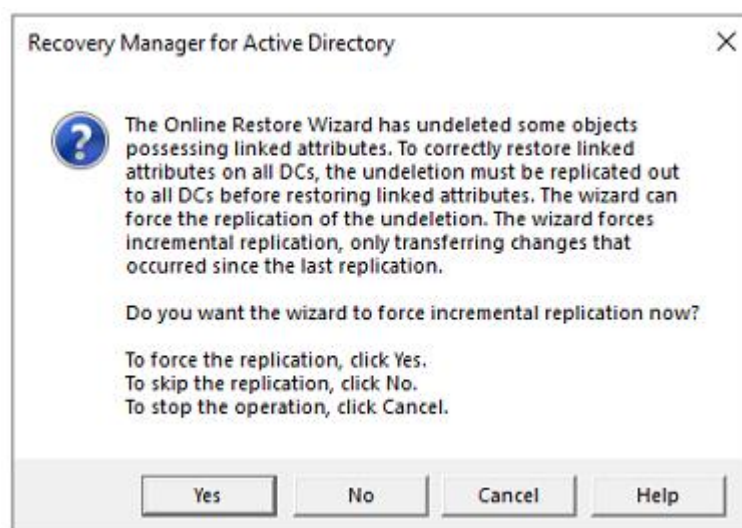 Recovery Manager for Active Directory
The Online Restore Wizard has undeleted some objects
possessing linked attributes. To correctly restore linked
attributes on all DCs, the undeletion must be replicated out
to all DCs before restoring linked attributes. The wizard can
force the replication of the undeletion. The wizard forces
incremental replication, only transferring changes that
occurred since the last replication.
Do you want the wizard to force incremental replication now?
To force the replication, click Yes.
To skip the replication, click No.
To stop the operation, click Cancel.
Yes No Cancel Help